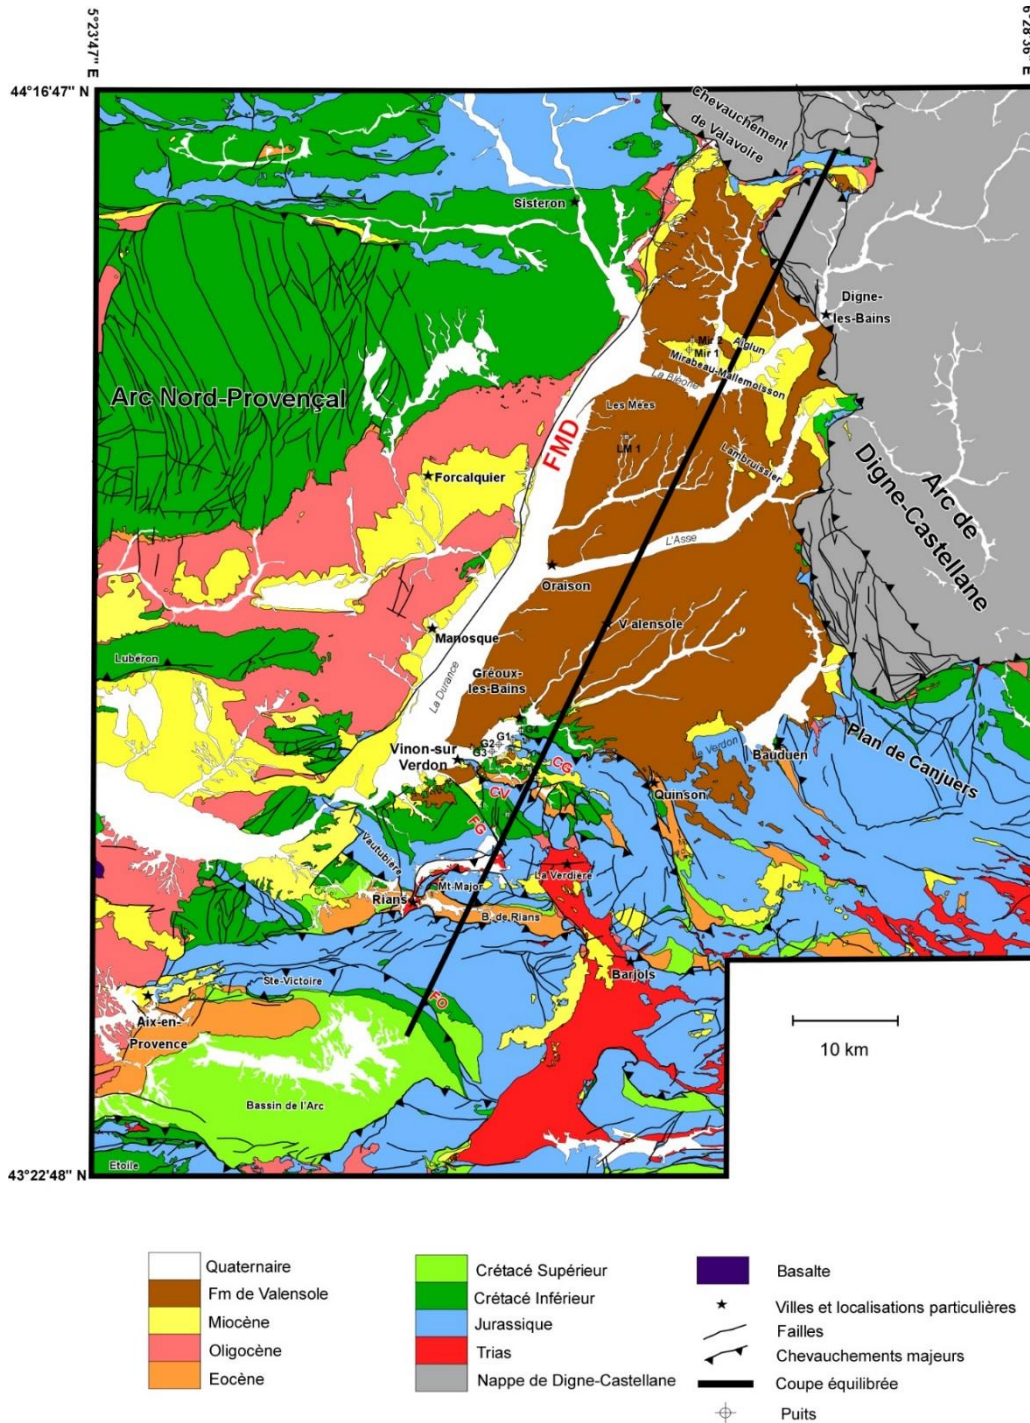 5°23'47" E
6°28'36" E
44°16'47" N
Chevauchement
de Valavoire
Sisteron
Digne-
les-Bains
Mir 2
Aiglun
Mir 1
Mirabeau-Mallemoisson
La Bléone
Arc Nord-Provençal
Les Mées
FMD
LM 1
Lambruissier
Forcalquier
Arc de
Digne-Castellane
L'Asse
Oraison
Valensole
Manosque
Lubéron
La Durance
Gréoux-
les-Bains
G1
G4
G2
G3
Vinon-sur
Verdon
Le Verdon
Bauduen
Plan de Canjuers
CG
Quinson
CV
FG
Vautubière
La Verdière
Mt-Major
Rians
B. de Rians
Barjols
Ste-Victoire
FO
Aix-en-
Provence
10 km
Bassin de l'Arc
Etoile
43°22'48" N
Quaternaire
Fm de Valensole
Miocène
Oligocène
Eocène
Crétacé Supérieur
Crétacé Inférieur
Jurassique
Trias
Nappe de Digne-Castellane
Basalte
Villes et localisations particulières
Failles
Chevauchements majeurs
Coupe équilibrée
Puits